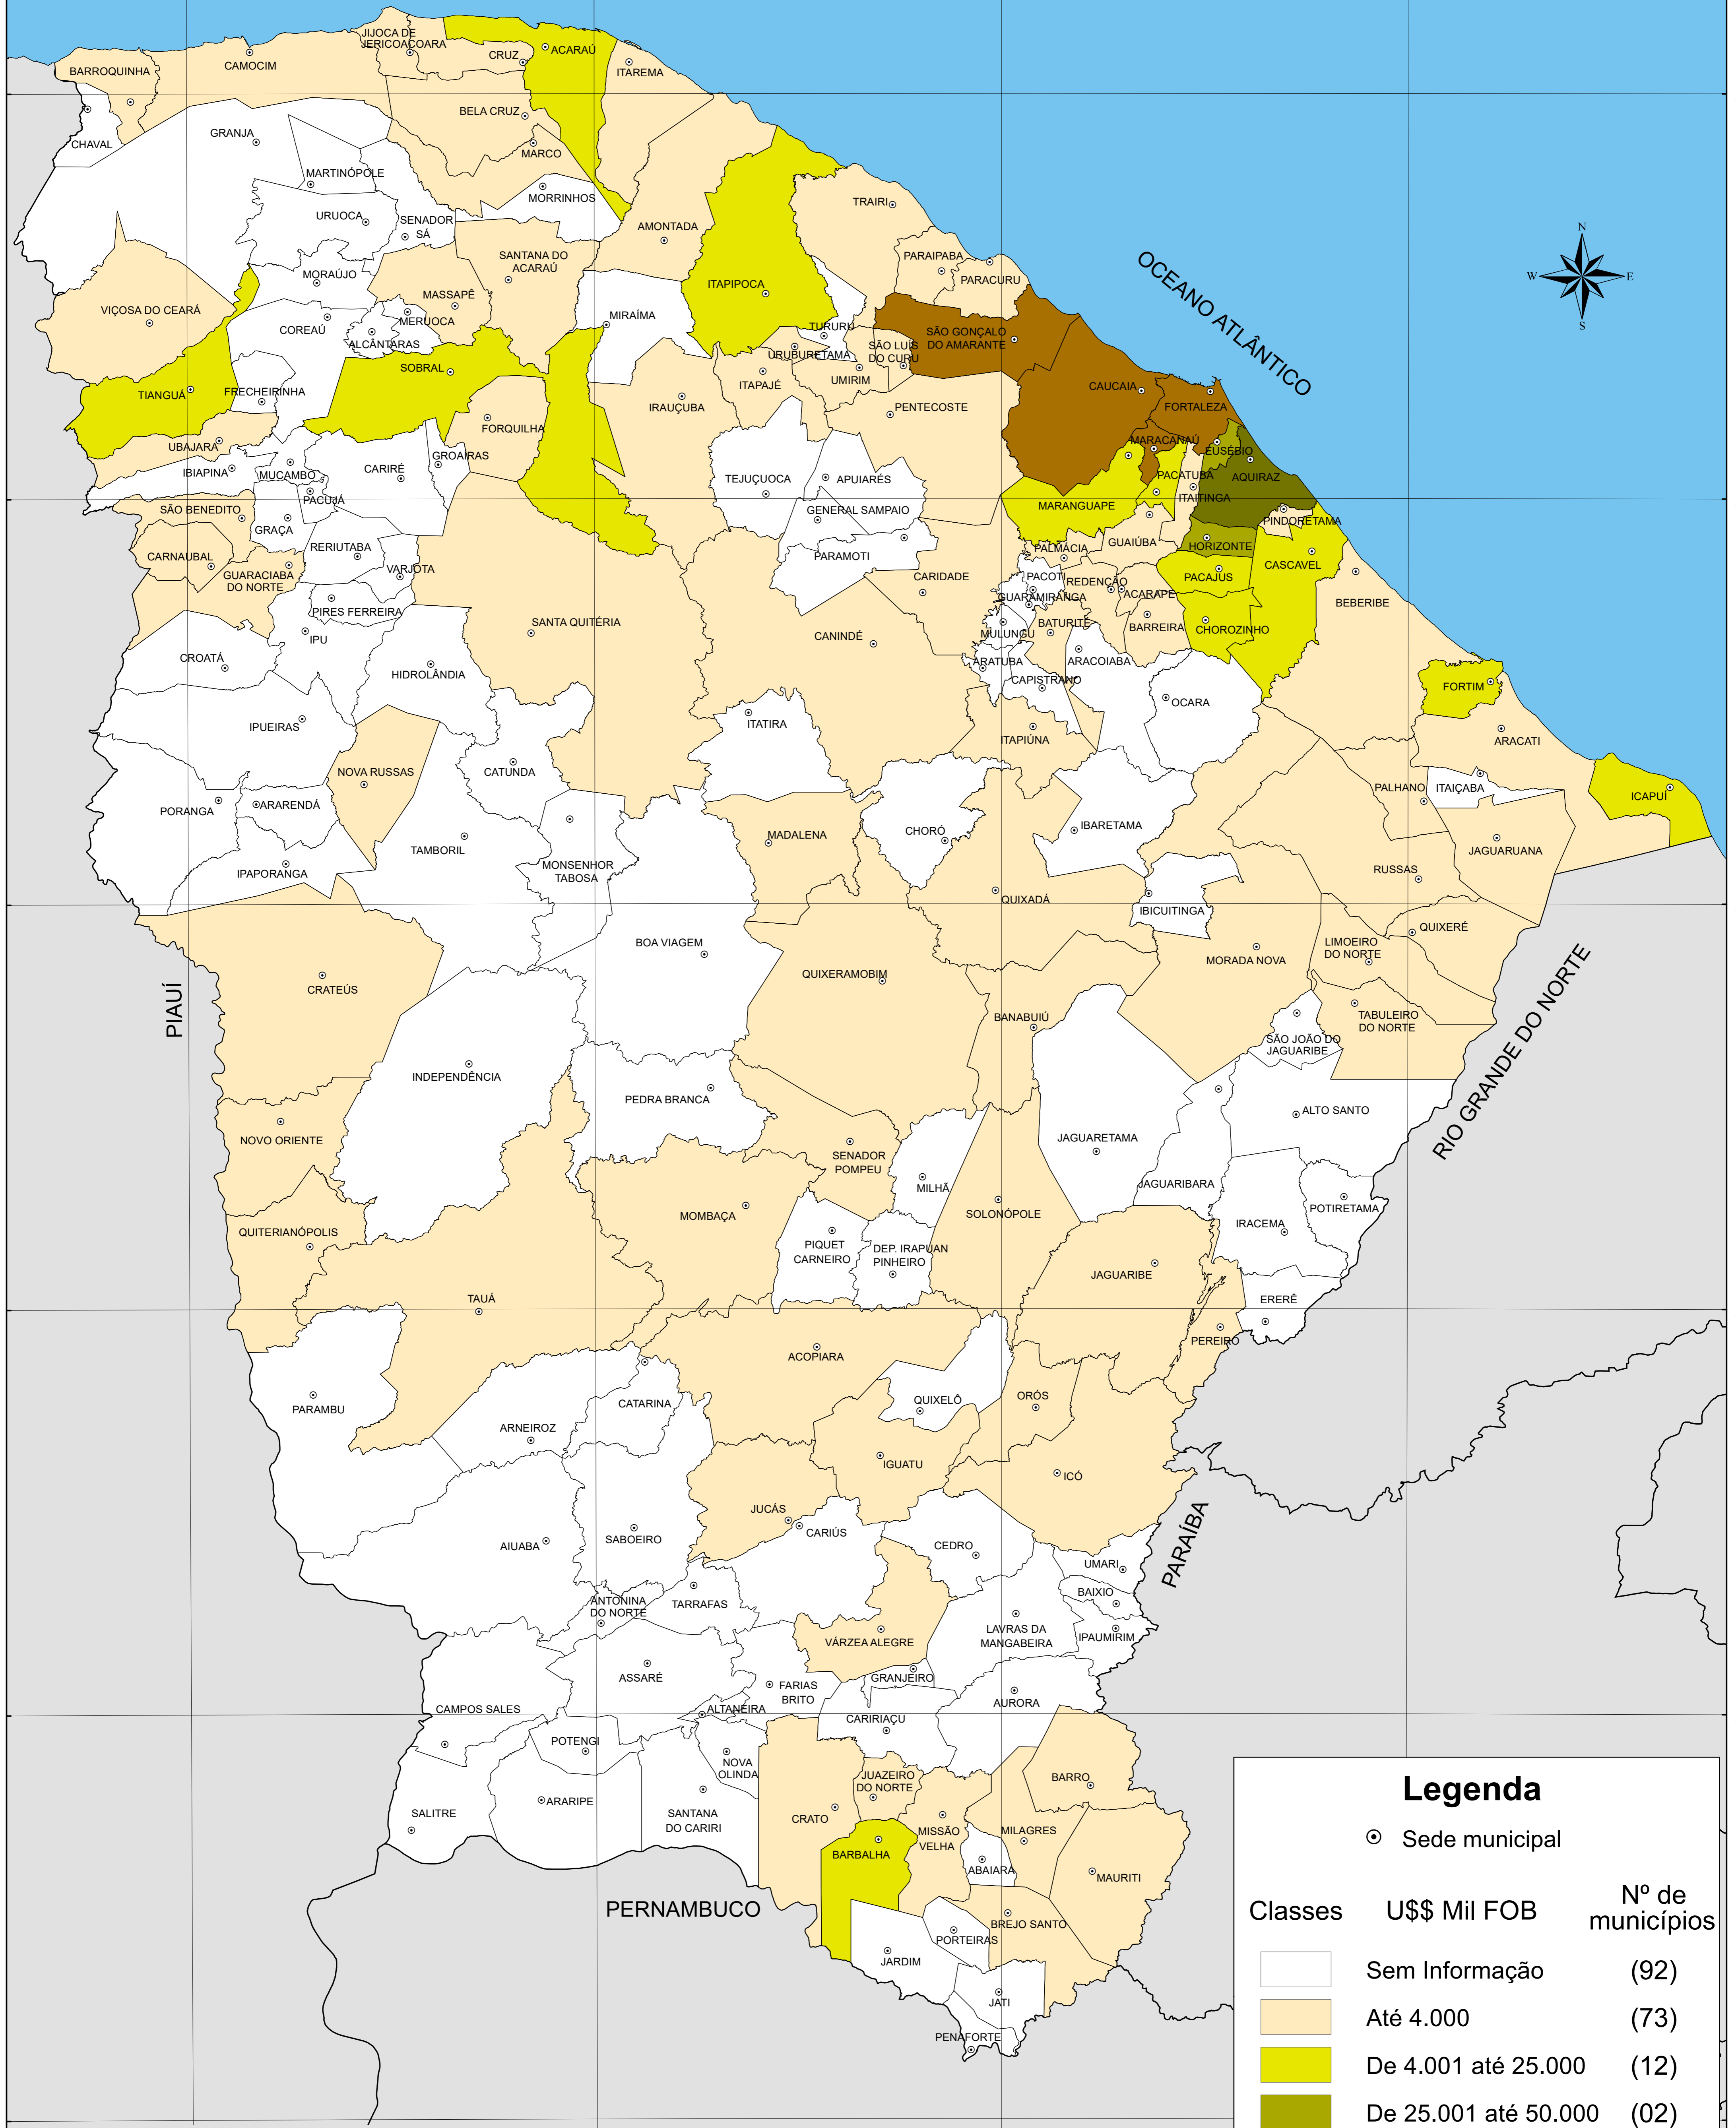 JIJOCA DE
JERICOACOARA
CRUZ
ACARAÚ
BARROQUINHA
CAMOCIM
ITAREMA
BELA CRUZ
CHAVAL
GRANJA
MARCO
MARTINÓPOLE
MORRINHOS
URUOCA
SENADOR
SÁ
TRAIRI
AMONTADA
SANTANA DO
ACARAÚ
PARAIPABA
PARACURU
MORAÚJO
MASSAPÊ
ITAPIPOCA
VIÇOSA DO CEARÁ
MERUOCA
MIRAÍMA
COREAÚ
ALCÂNTARAS
TURURU
URUBURETAMA
SÃO LUIS
DO CURU
SÃO GONÇALO
DO AMARANTE
OCEANO ATLÂNTICO
N
W
E
S
SOBRAL
TIANGUÁ
FRECHEIRINHA
ITAPAJÉ
UMIRIM
CAUCAIA
FORTALEZA
IRAUÇUBA
PENTECOSTE
FORQUILHA
UBAJARA
GROAÍRAS
MARACANAÚ
EUSÉBIO
IBIAPINA
MUCAMBO
CARIRÉ
TEJUÇUOCA
APUIARÉS
PACATUBA
AQUIRAZ
PACUJÁ
ITAITINGA
MARANGUAPE
SÃO BENEDITO
GENERAL SAMPAIO
PINDORETAMA
GRAÇA
RERIUTABA
PARAMOTI
PALMÁCIA
GUAIÚBA
HORIZONTE
CARNAUBAL
GUARACIABA
DO NORTE
VARJOTA
CARIDADE
PACOTI
REDENÇÃO
PACAJUS
CASCAVEL
PIRES FERREIRA
GUARAMIRANGA
ACARAPE
BEBERIBE
IPU
SANTA QUITÉRIA
CANINDÉ
MULUNGU
BATURITÉ
BARREIRA
CHOROZINHO
CROATÁ
HIDROLÂNDIA
ARATUBA
ARACOIABA
CAPISTRANO
FORTIM
OCARA
IPUEIRAS
ITATIRA
ITAPIÚNA
ARACATI
NOVA RUSSAS
CATUNDA
PALHANO
ITAIÇABA
ICAPUÍ
PORANGA
ARARENDÁ
MADALENA
CHORÓ
IBARETAMA
TAMBORIL
JAGUARUANA
IPAPORANGA
MONSENHOR
TABOSA
RUSSAS
QUIXADÁ
IBICUITINGA
QUIXERÉ
BOA VIAGEM
LIMOEIRO
DO NORTE
MORADA NOVA
QUIXERAMOBIM
CRATEÚS
PIAUÍ
BANABUIÚ
TABULEIRO
DO NORTE
SÃO JOÃO DO
JAGUARIBE
RIO GRANDE DO NORTE
INDEPENDÊNCIA
PEDRA BRANCA
ALTO SANTO
NOVO ORIENTE
JAGUARETAMA
SENADOR
POMPEU
MILHÃ
JAGUARIBARA
POTIRETAMA
MOMBAÇA
SOLONÓPOLE
IRACEMA
QUITERIANÓPOLIS
PIQUET
CARNEIRO
DEP. IRAPUAN
PINHEIRO
JAGUARIBE
TAUÁ
ERERÊ
PEREIRO
ACOPIARA
PARAMBU
CATARINA
QUIXELÔ
ORÓS
ARNEIROZ
IGUATU
ICÓ
JUCÁS
CARIÚS
AIUABA
SABOEIRO
CEDRO
PARAÍBA
UMARI
ANTONINA
DO NORTE
TARRAFAS
BAIXIO
LAVRAS DA
MANGABEIRA
IPAUMIRIM
VÁRZEA ALEGRE
ASSARÉ
FARIAS
BRITO
GRANJEIRO
CAMPOS SALES
ALTANEIRA
AURORA
CARIRIAÇU
POTENGI
NOVA
OLINDA
JUAZEIRO
DO NORTE
BARRO
ARARIPE
SALITRE
SANTANA
DO CARIRI
CRATO
MISSÃO
VELHA
MILAGRES
BARBALHA
ABAIARA
MAURITI
PERNAMBUCO
BREJO SANTO
PORTEIRAS
JARDIM
JATI
PENAFORTE
Legenda
Sede municipal
Classes U$$ Mil FOB Nº de
municípios
Sem Informação (92)
Até 4.000 (73)
De 4.001 até 25.000 (12)
De 25.001 até 50.000 (02)